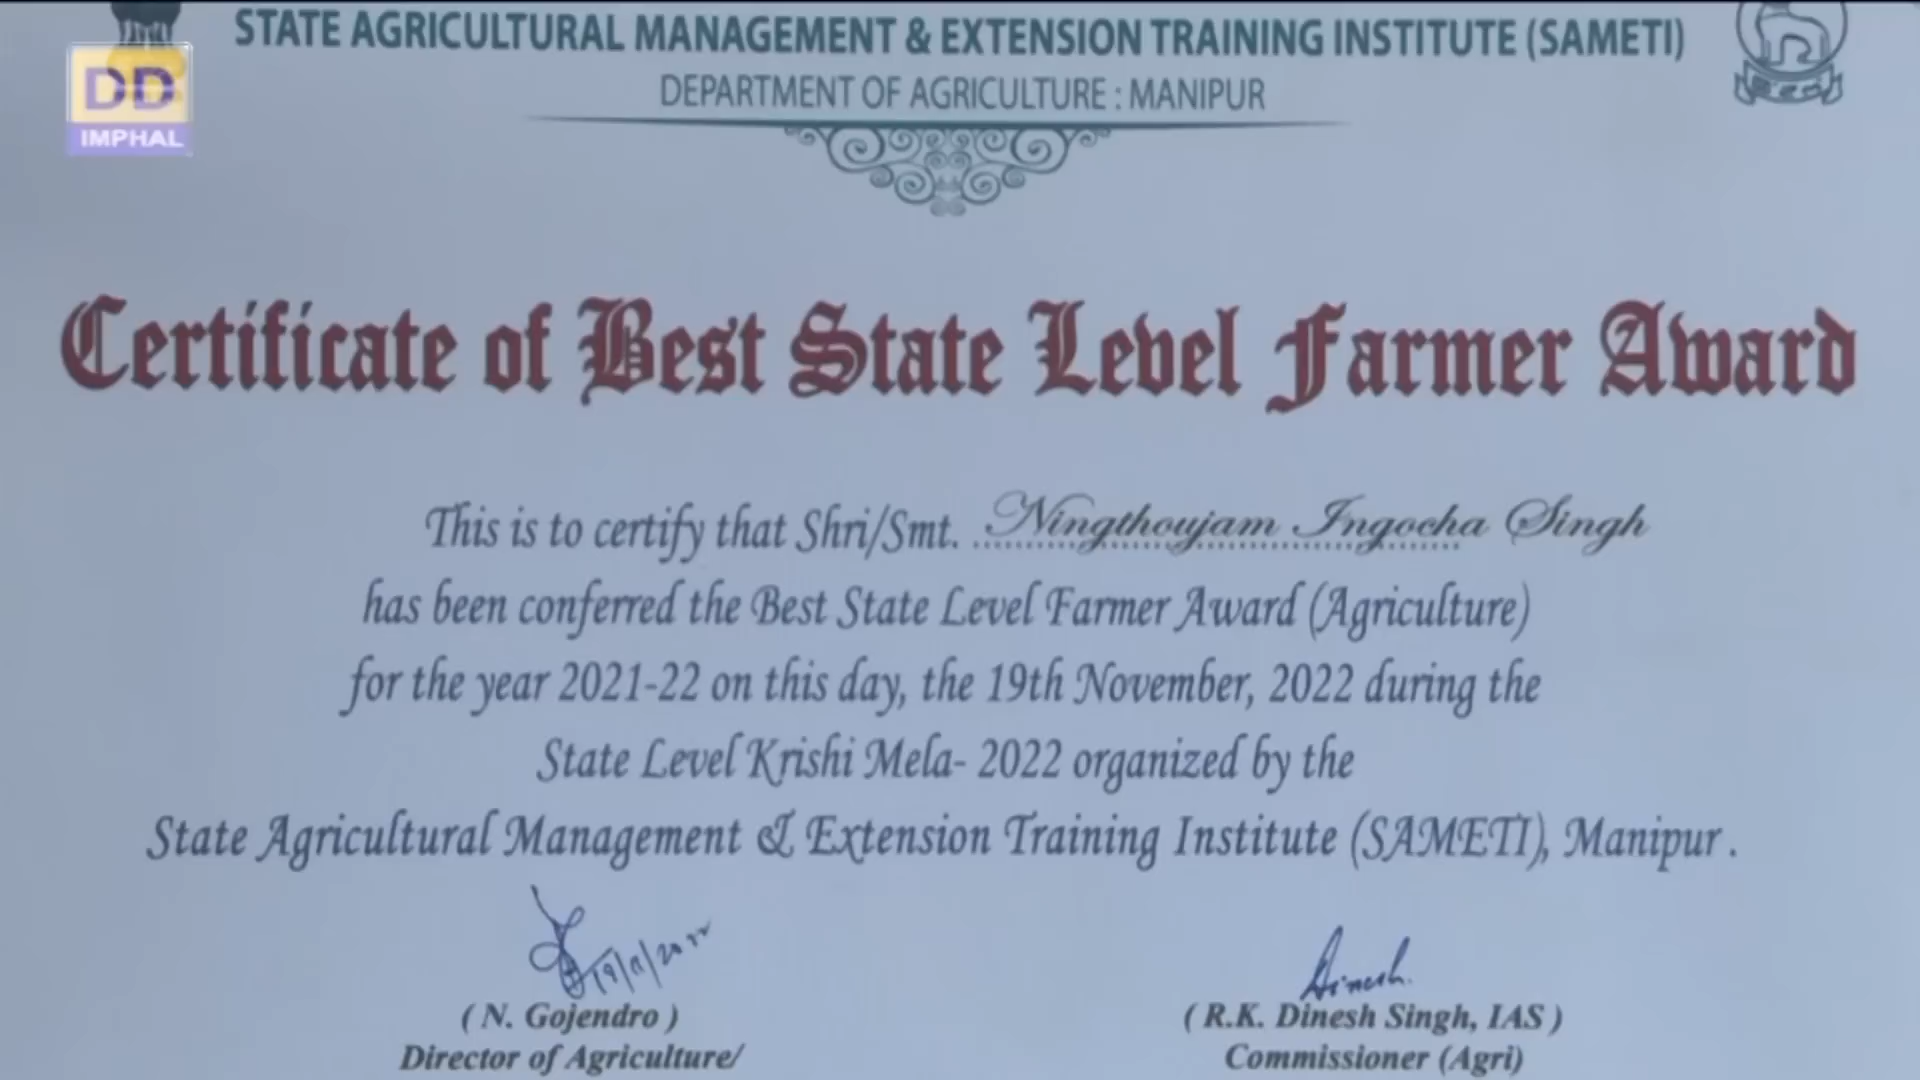 STATE AGRICULTURAL MANAGEMENT & EXTENSION TRAINING INSTITUTE (SAMETI)
DEPARTMENT OF AGRICULTURE : MANIPUR
DD
IMPHAL
Certificate of Best State Level Farmer Award
This is to certify that Shri/Smt. Ningthoujam Ingocha Singh
has been conferred the Best State Level Farmer Award (Agriculture)
for the year 2021-22 on this day, the 19th November, 2022 during the
State Level Krishi Mela- 2022 organized by the
State Agricultural Management & Extension Training Institute (SAMETI), Manipur.
19/11/2022
Dinesh
( N. Gojendro )
( R.K. Dinesh Singh, IAS )
Director of Agriculture/
Commissioner (Agri)